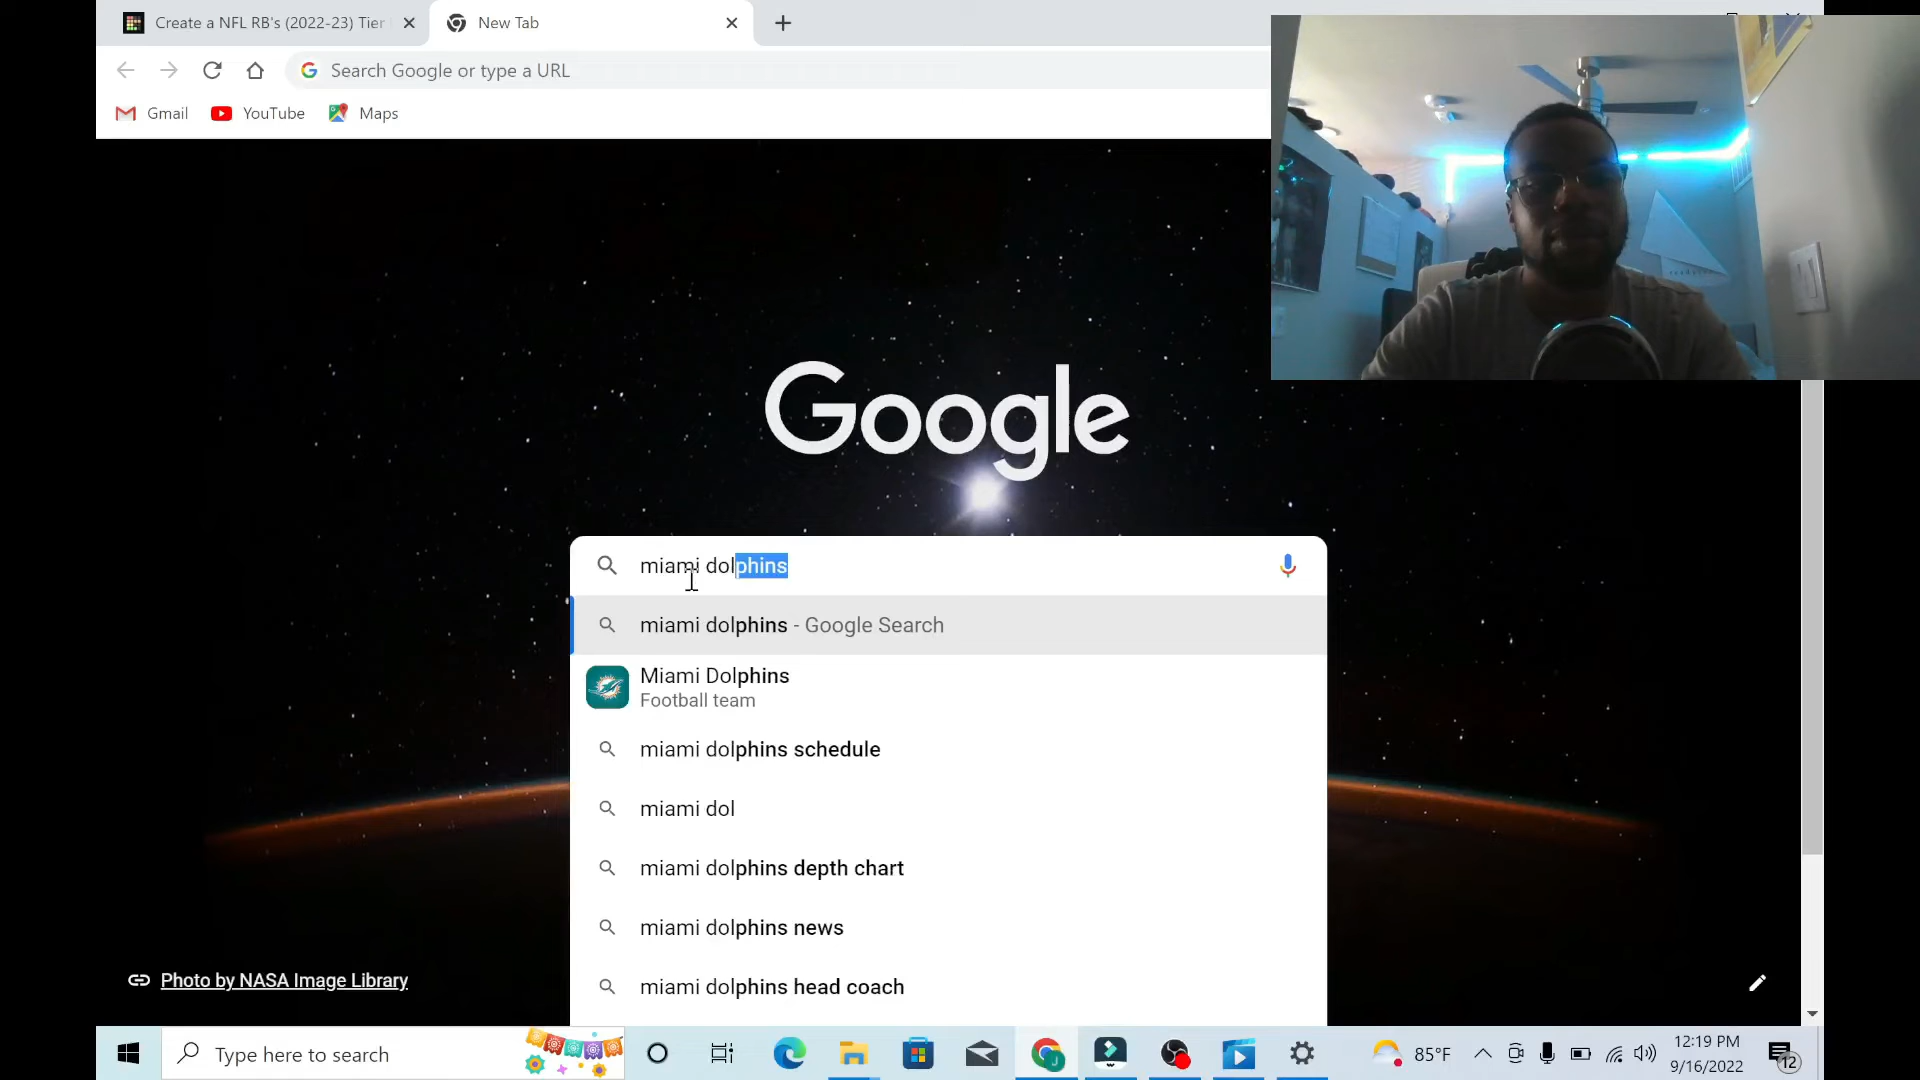 Create a NFL RB's (2022-23) Tier
New Tab
Search Google or type a URL
Gmail
YouTube
Maps
Google
miami dolphins
miami dolphins - Google Search
Miami Dolphins
Football team
miami dolphins schedule
miami dol
miami dolphins depth chart
miami dolphins news
miami dolphins head coach
Photo by NASA Image Library
Type here to search
85°F
12:19 PM
9/16/2022
12